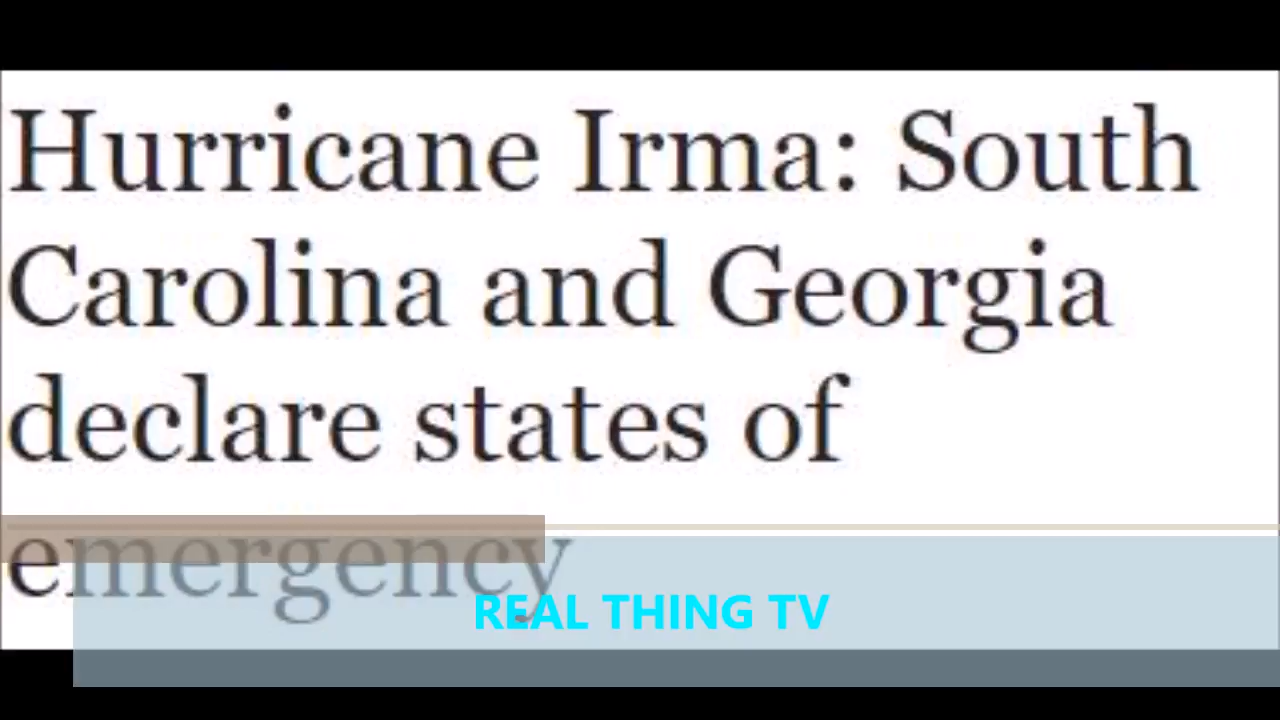 Hurricane Irma: South
Carolina and Georgia
declare states of
emergency
REAL THING TV